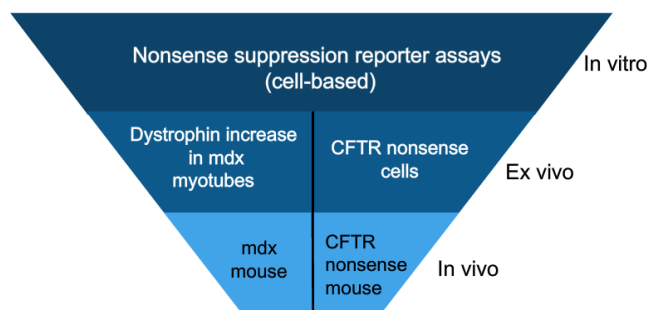 Nonsense suppression reporter assays
(cell-based)
In vitro
Dystrophin increase
in mdx
myotubes
CFTR nonsense
cells
Ex vivo
mdx
mouse
CFTR
nonsense
mouse
In vivo